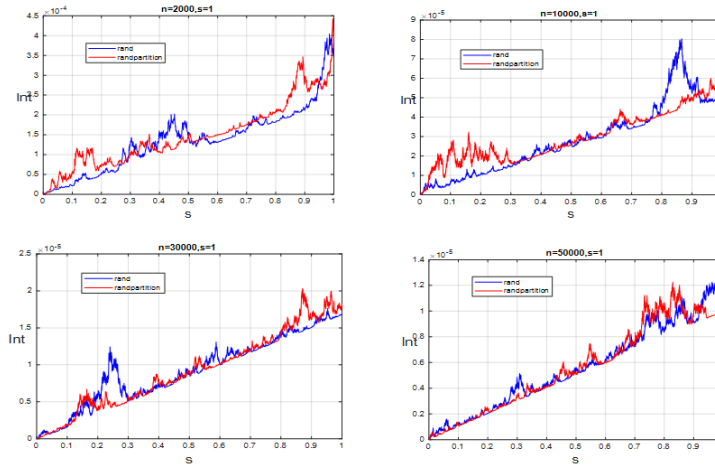 n=2000,s=1
×10⁻⁴
4.5
4
3.5
3
2.5
2
1.5
1
0.5
0
Int
rand
randpartition
0 0.1 0.2 0.3 0.4 0.5 0.6 0.7 0.8 0.9 1
S
n=10000,s=1
×10⁻⁵
9
8
7
6
5
4
3
2
1
0
Int
rand
randpartition
0 0.1 0.2 0.3 0.4 0.5 0.6 0.7 0.8 0.9
S
n=30000,s=1
×10⁻⁵
2.5
2
1.5
1
0.5
0
Int
rand
randpartition
0 0.1 0.2 0.3 0.4 0.5 0.6 0.7 0.8 0.9 1
S
n=50000,s=1
×10⁻⁵
1.4
1.2
1
0.8
0.6
0.4
0.2
0
Int
rand
randpartition
0 0.1 0.2 0.3 0.4 0.5 0.6 0.7 0.8 0.9
S